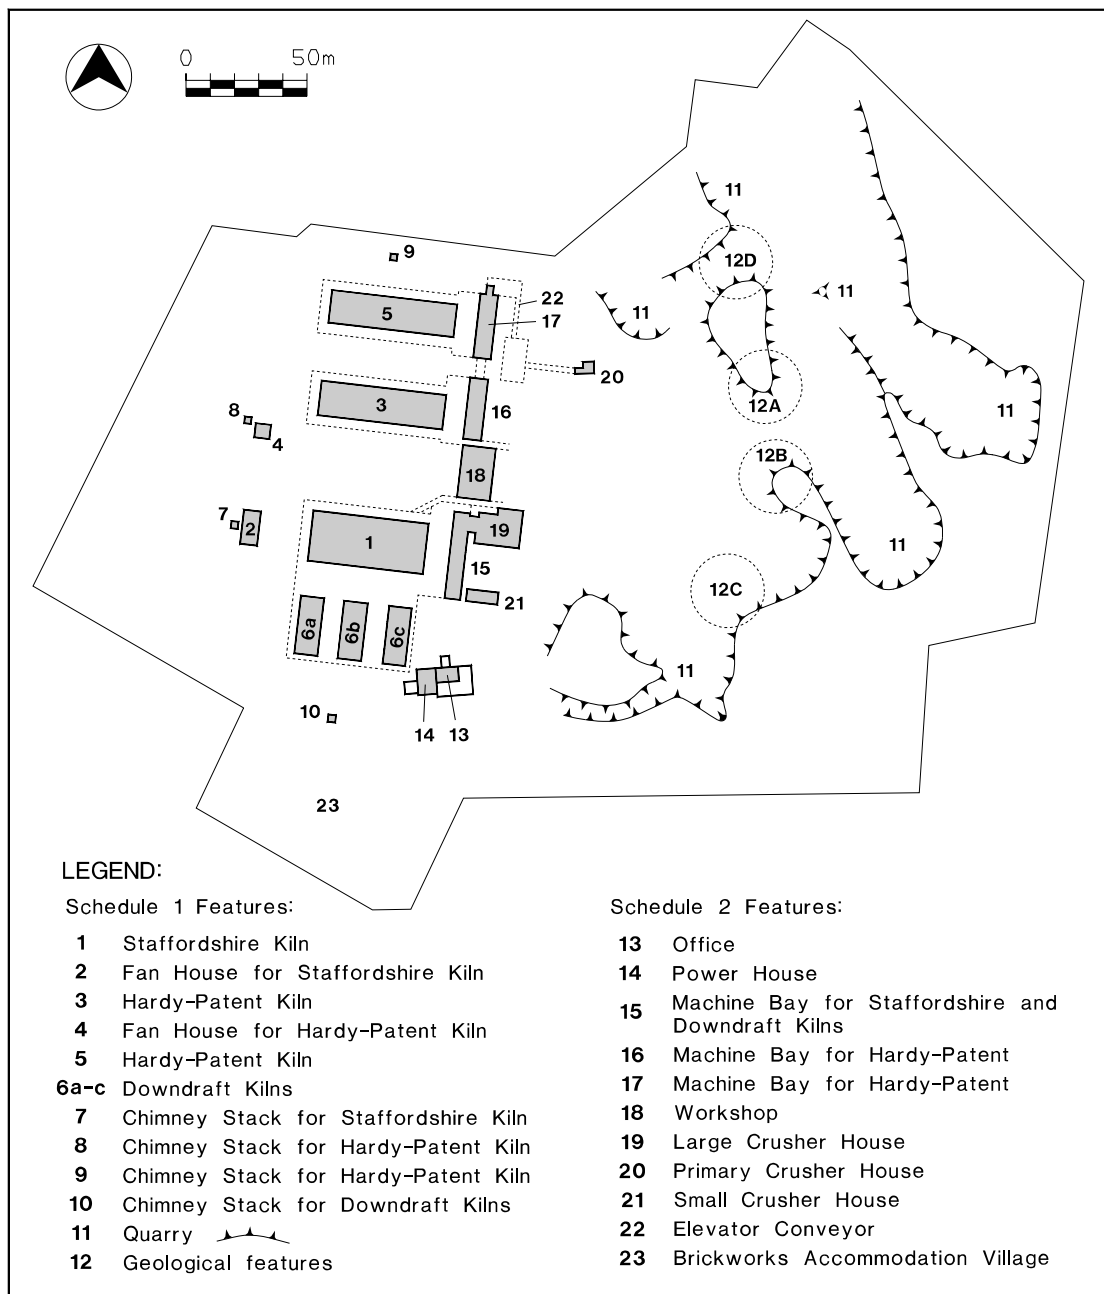 0 50m
11
9
12D
22
11
5
17
11
20
8
3
16
12A
11
4
18
12B
7
2
19
1
11
15
12C
21
6a 6b 6c
11
10
14 13
23
LEGEND:
Schedule 1 Features:
1 Staffordshire Kiln
2 Fan House for Staffordshire Kiln
3 Hardy-Patent Kiln
4 Fan House for Hardy-Patent Kiln
5 Hardy-Patent Kiln
6a-c Downdraft Kilns
7 Chimney Stack for Staffordshire Kiln
8 Chimney Stack for Hardy-Patent Kiln
9 Chimney Stack for Hardy-Patent Kiln
10 Chimney Stack for Downdraft Kilns
11 Quarry
12 Geological features
Schedule 2 Features:
13 Office
14 Power House
15 Machine Bay for Staffordshire and
Downdraft Kilns
16 Machine Bay for Hardy-Patent
17 Machine Bay for Hardy-Patent
18 Workshop
19 Large Crusher House
20 Primary Crusher House
21 Small Crusher House
22 Elevator Conveyor
23 Brickworks Accommodation Village